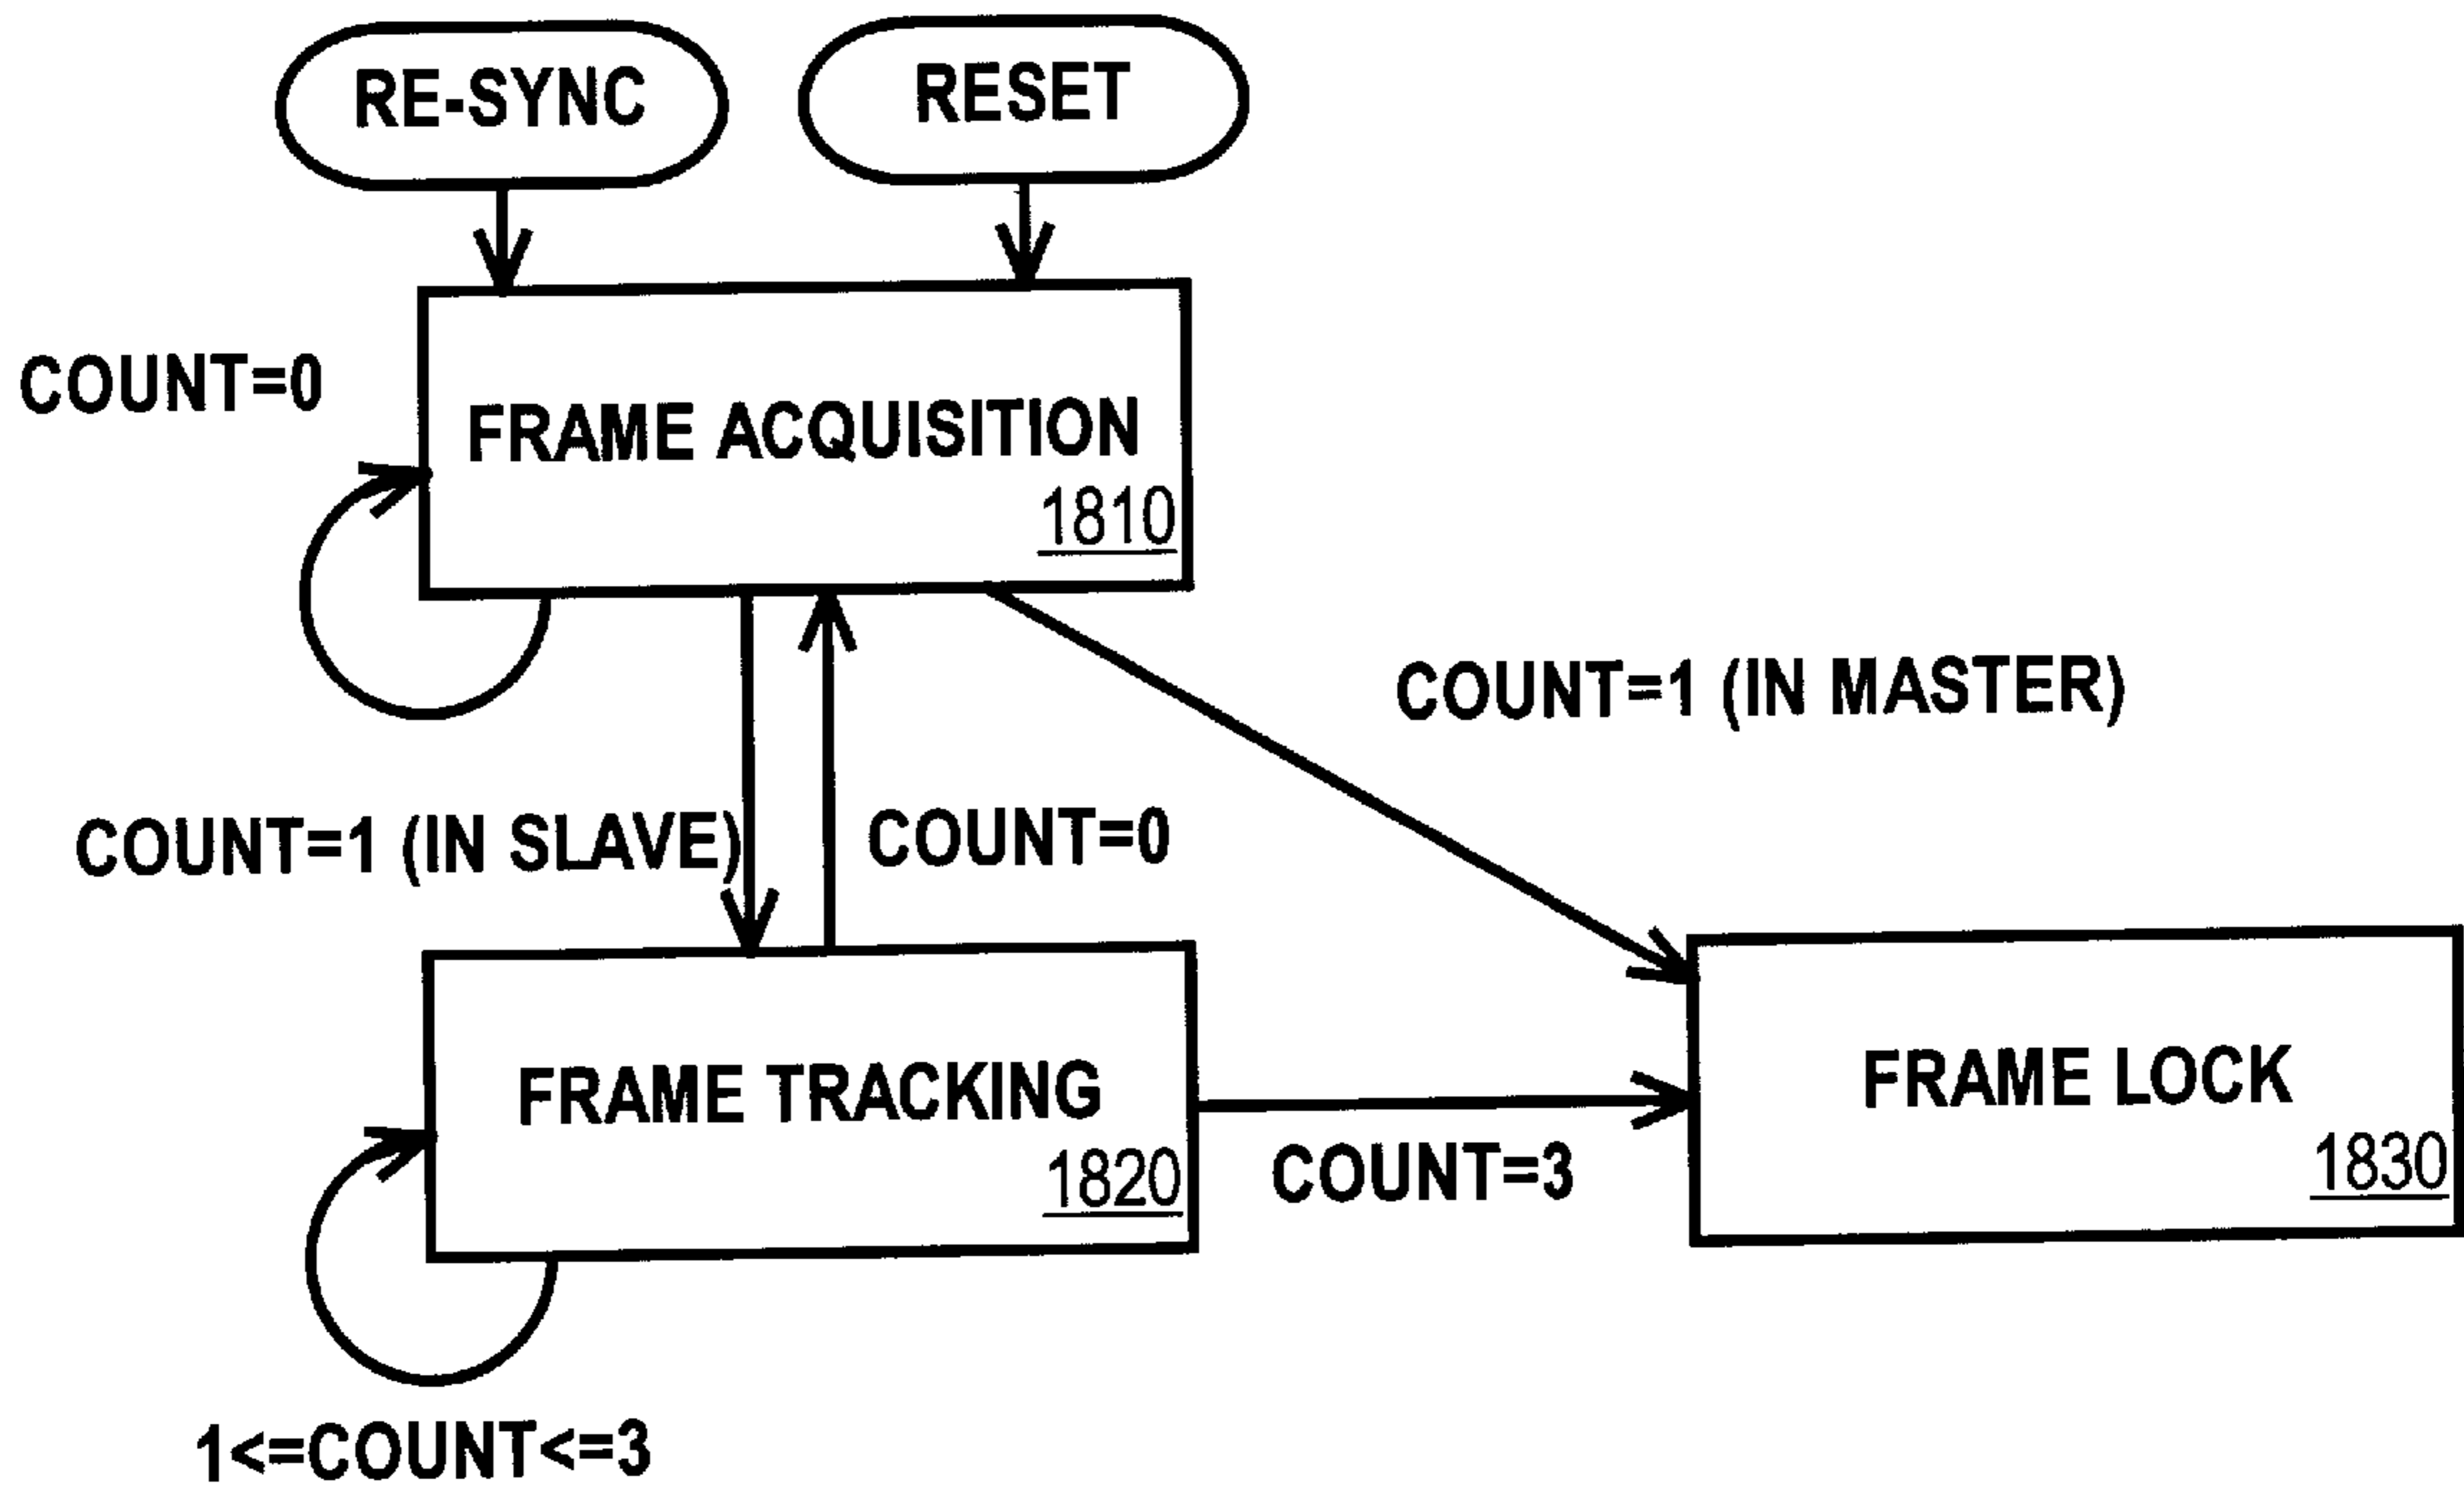 RE-SYNC
RESET
COUNT=0
FRAME ACQUISITION
1810
COUNT=1 (IN MASTER)
COUNT=1 (IN SLAVE)
COUNT=0
FRAME TRACKING
1820
COUNT=3
FRAME LOCK
1830
1<=COUNT<=3